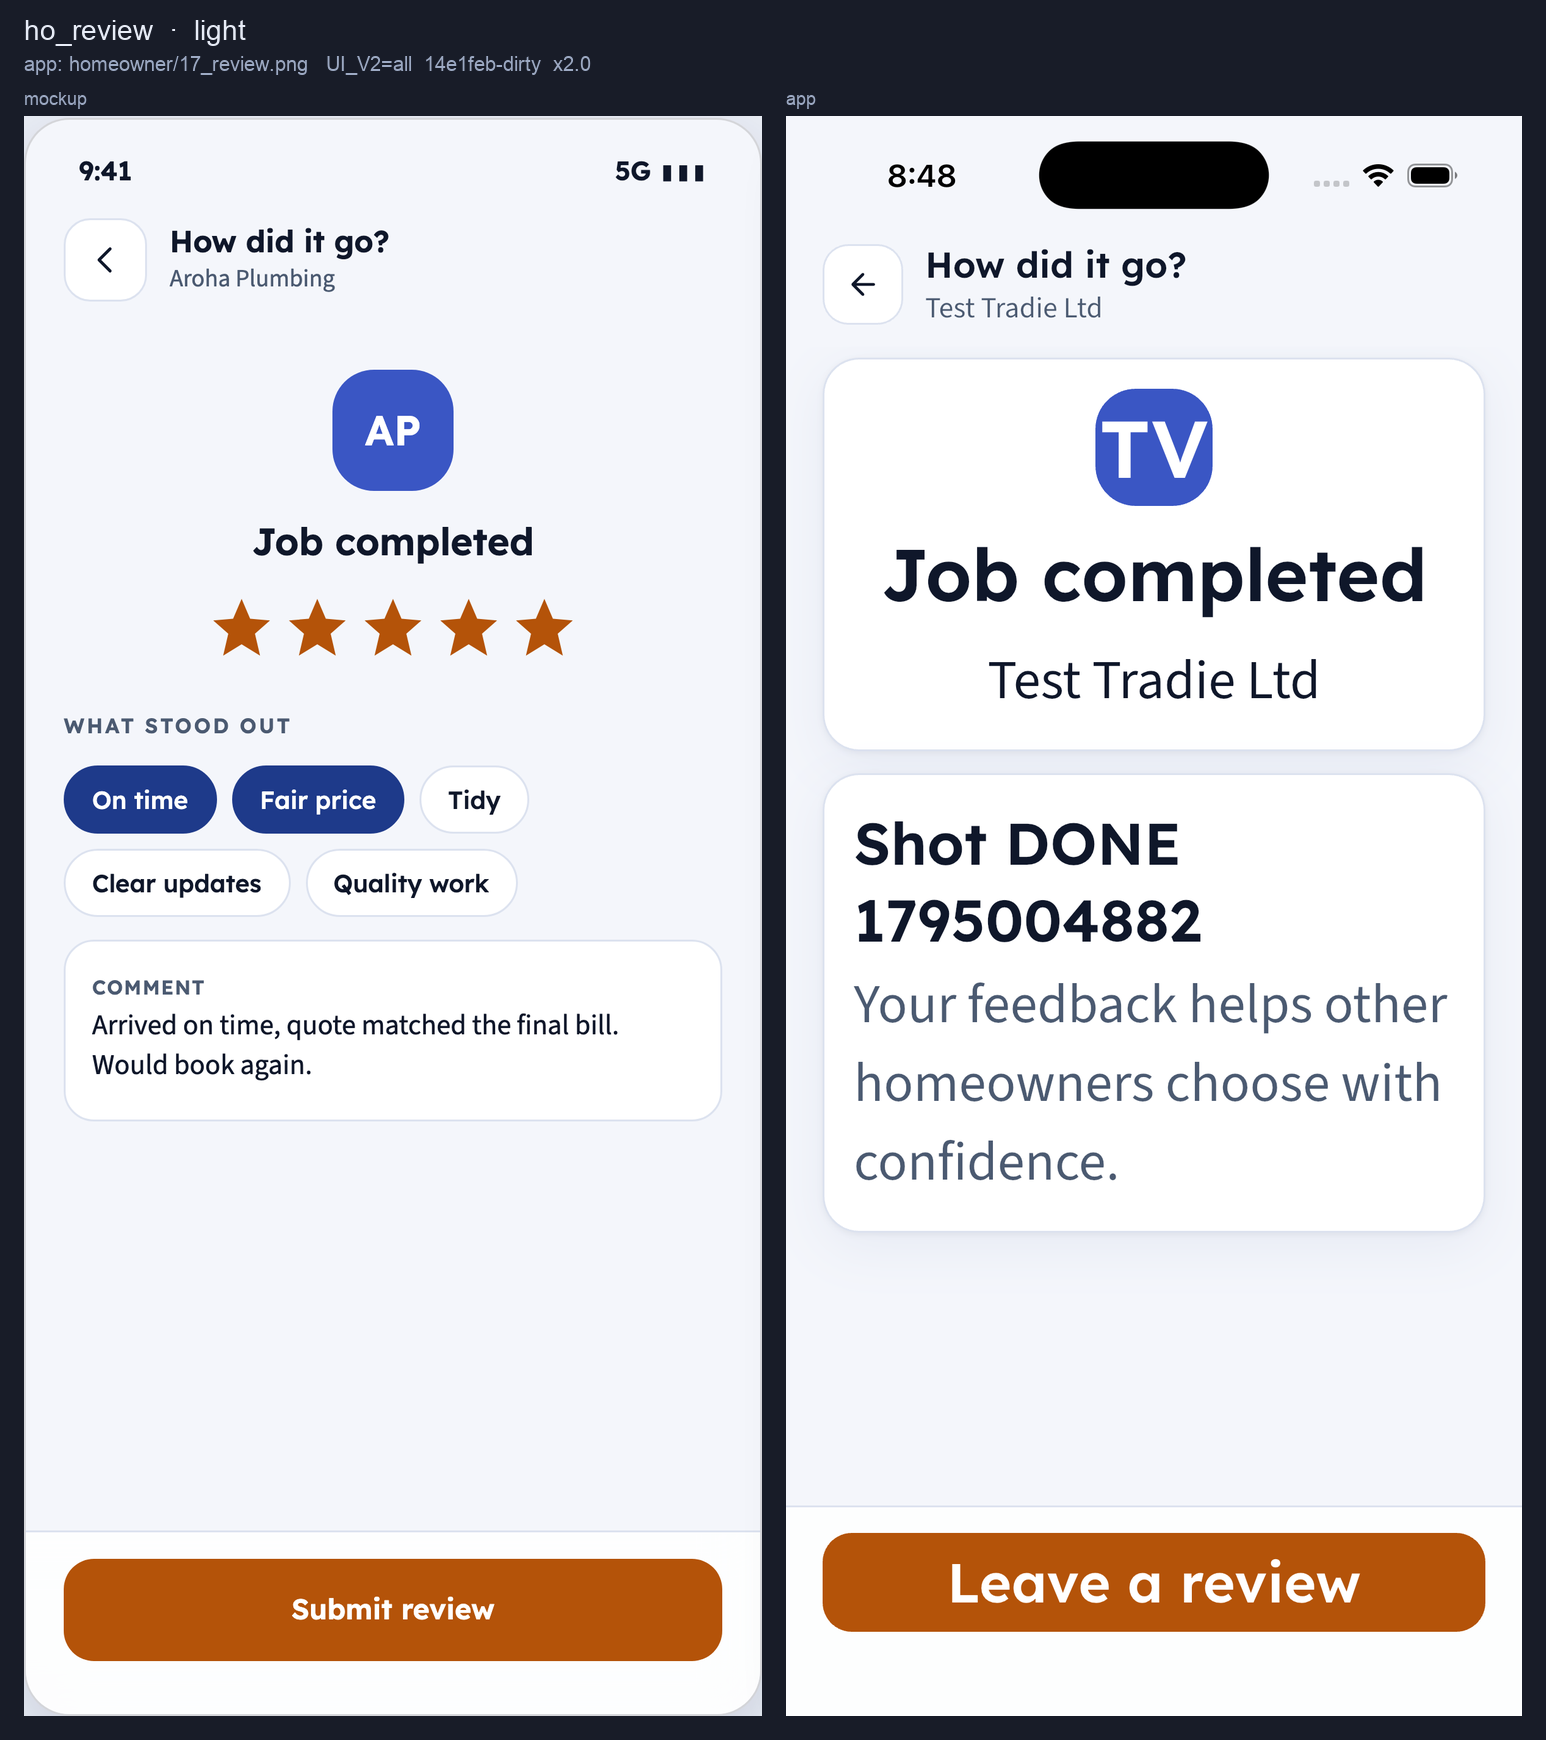 ho_review · light
app: homeowner/17_review.png UI_V2=all 14e1feb-dirty x2.0
mockup
9:41
5G
How did it go?
Aroha Plumbing
AP
Job completed
WHAT STOOD OUT
On time
Fair price
Tidy
Clear updates
Quality work
COMMENT
Arrived on time, quote matched the final bill.
Would book again.
Submit review
app
8:48
How did it go?
Test Tradie Ltd
TV
Job completed
Test Tradie Ltd
Shot DONE
1795004882
Your feedback helps other
homeowners choose with
confidence.
Leave a review